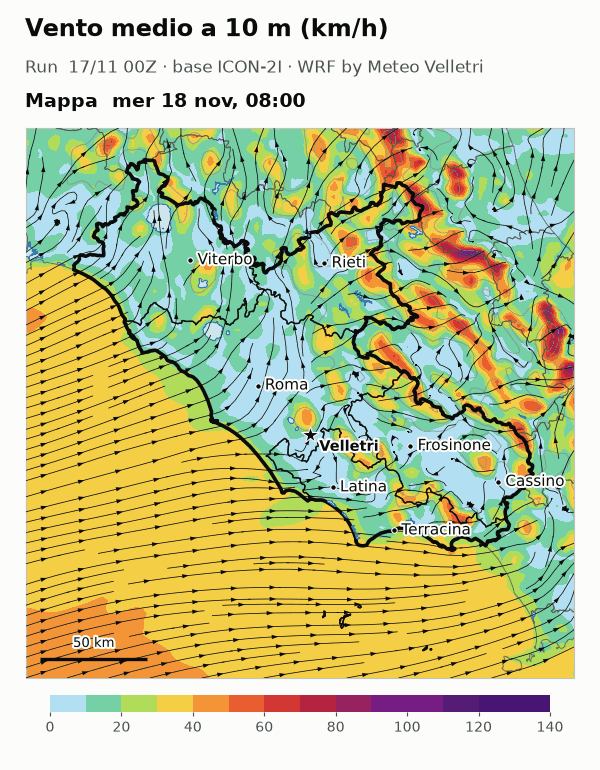 Vento medio a 10 m (km/h)
Run  17/11 00Z · base ICON-2I · WRF by Meteo Velletri
Mappa  mer 18 nov, 08:00
Viterbo
Rieti
Roma
Velletri
Frosinone
Cassino
Latina
Terracina
50 km
0 20 40 60 80 100 120 140